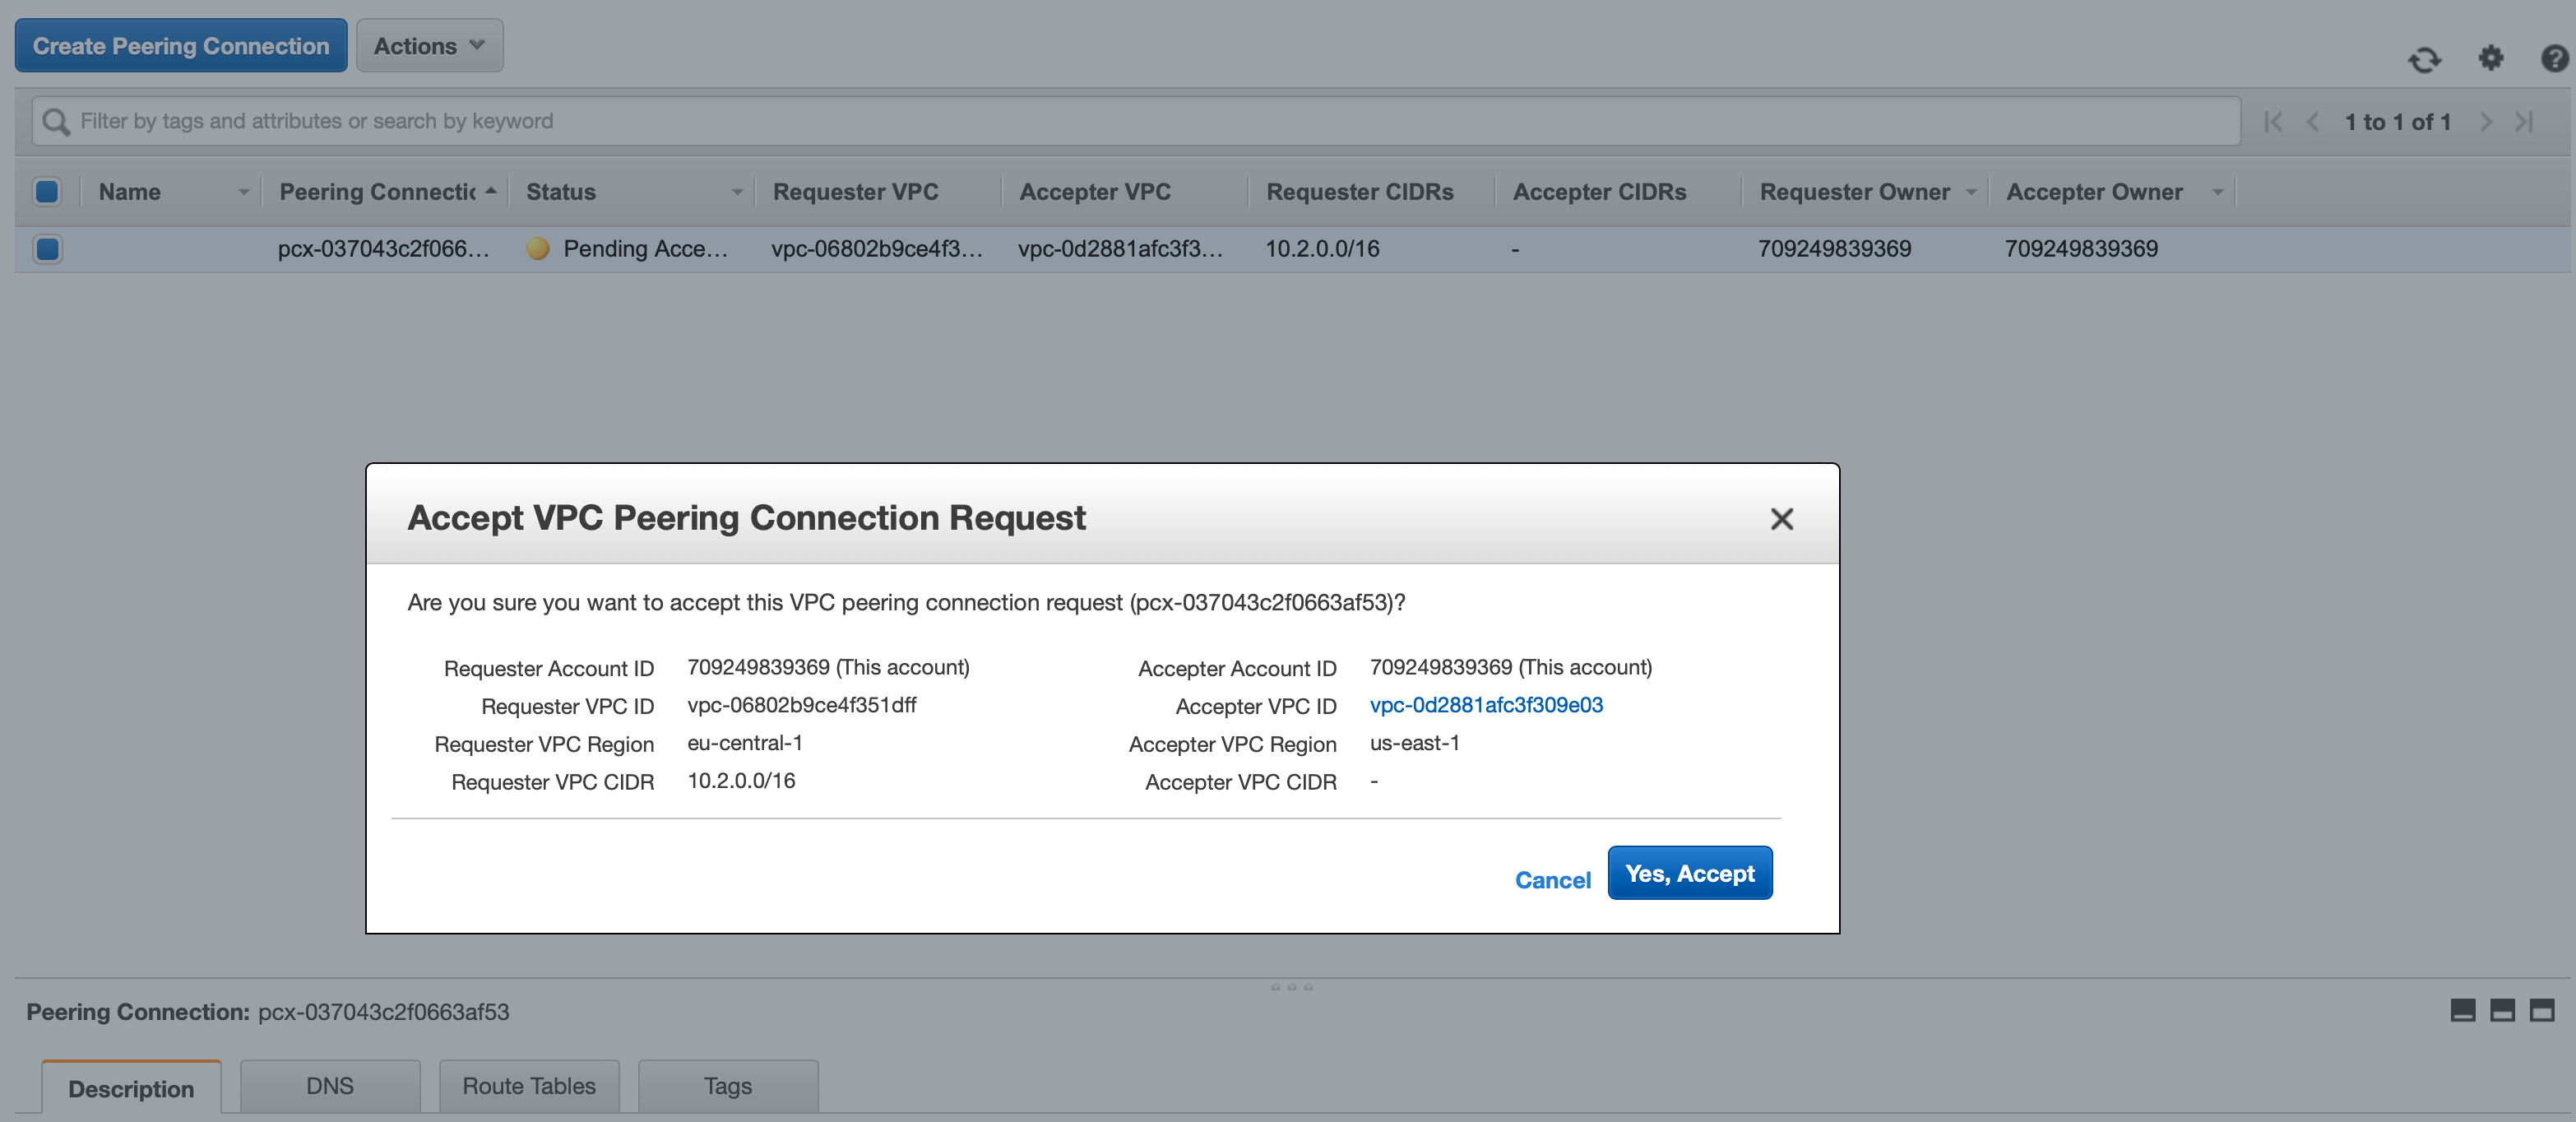 Create Peering Connection Actions
Filter by tags and attributes or search by keyword 1 to 1 of 1
Name Peering Connectic Status Requester VPC Accepter VPC Requester CIDRs Accepter CIDRs Requester Owner Accepter Owner
pcx-037043c2f066... Pending Acce... vpc-06802b9ce4f3... vpc-0d2881afc3f3... 10.2.0.0/16 - 709249839369 709249839369
Accept VPC Peering Connection Request
Are you sure you want to accept this VPC peering connection request (pcx-037043c2f0663af53)?
Requester Account ID 709249839369 (This account) Accepter Account ID 709249839369 (This account)
Requester VPC ID vpc-06802b9ce4f351dff Accepter VPC ID vpc-0d2881afc3f309e03
Requester VPC Region eu-central-1 Accepter VPC Region us-east-1
Requester VPC CIDR 10.2.0.0/16 Accepter VPC CIDR -
Cancel Yes, Accept
Peering Connection: pcx-037043c2f0663af53
Description DNS Route Tables Tags